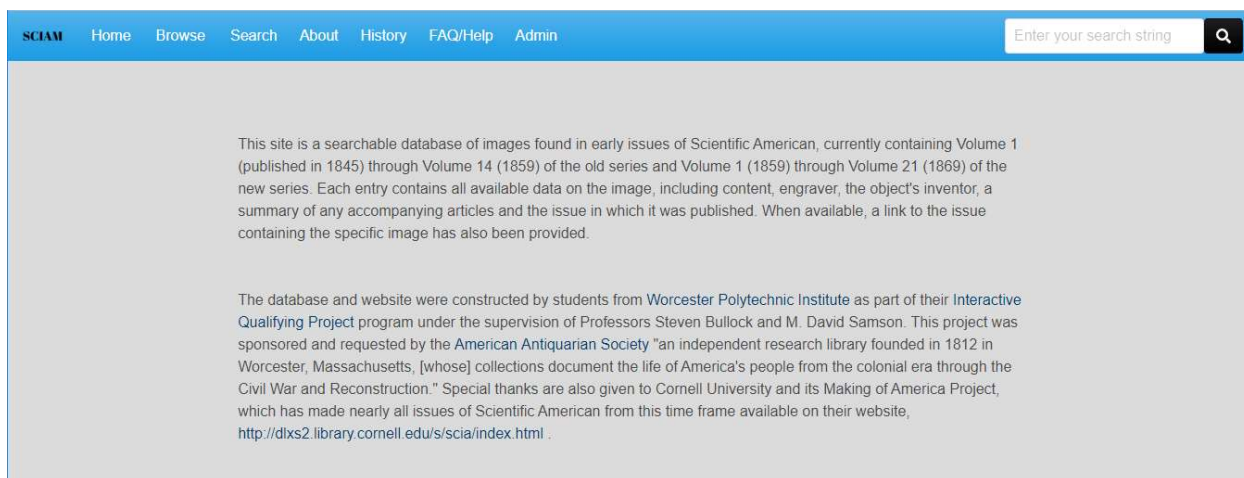 SCIAM Home Browse Search About History FAQ/Help Admin Enter your search string
This site is a searchable database of images found in early issues of Scientific American, currently containing Volume 1
(published in 1845) through Volume 14 (1859) of the old series and Volume 1 (1859) through Volume 21 (1869) of the
new series. Each entry contains all available data on the image, including content, engraver, the object's inventor, a
summary of any accompanying articles and the issue in which it was published. When available, a link to the issue
containing the specific image has also been provided.
The database and website were constructed by students from Worcester Polytechnic Institute as part of their Interactive
Qualifying Project program under the supervision of Professors Steven Bullock and M. David Samson. This project was
sponsored and requested by the American Antiquarian Society "an independent research library founded in 1812 in
Worcester, Massachusetts, [whose] collections document the life of America's people from the colonial era through the
Civil War and Reconstruction." Special thanks are also given to Cornell University and its Making of America Project,
which has made nearly all issues of Scientific American from this time frame available on their website,
http://dlxs2.library.cornell.edu/s/scia/index.html .